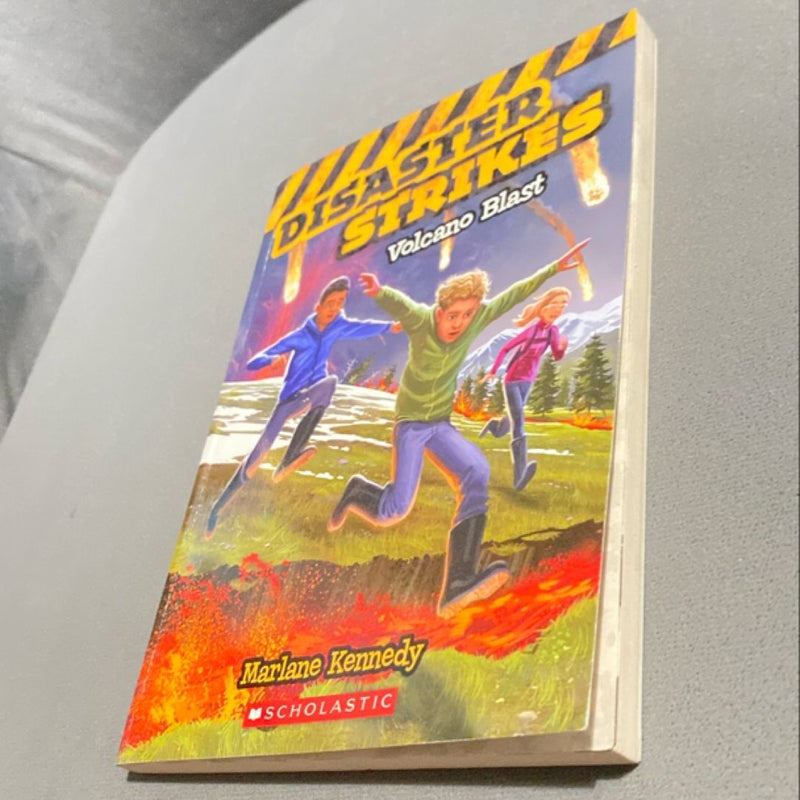 DISASTER
STRIKES
Volcano Blast
Marlane Kennedy
SCHOLASTIC